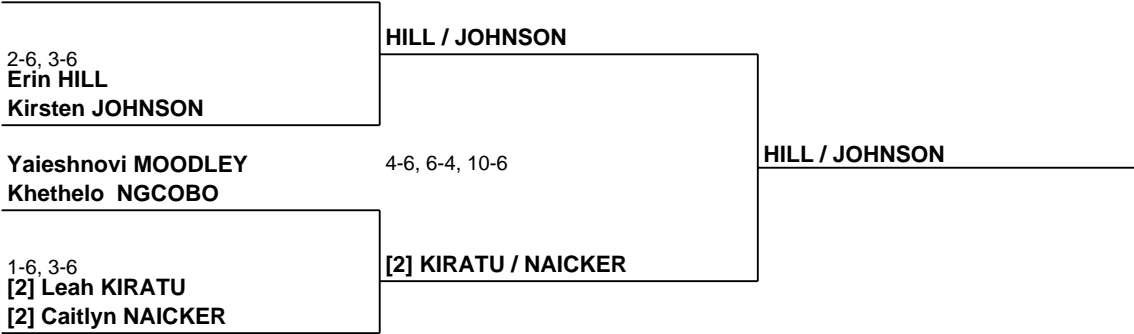 HILL / JOHNSON
2-6, 3-6
Erin HILL
Kirsten JOHNSON
Yaieshnovi MOODLEY
4-6, 6-4, 10-6
HILL / JOHNSON
Khethelo NGCOBO
1-6, 3-6
[2] KIRATU / NAICKER
[2] Leah KIRATU
[2] Caitlyn NAICKER